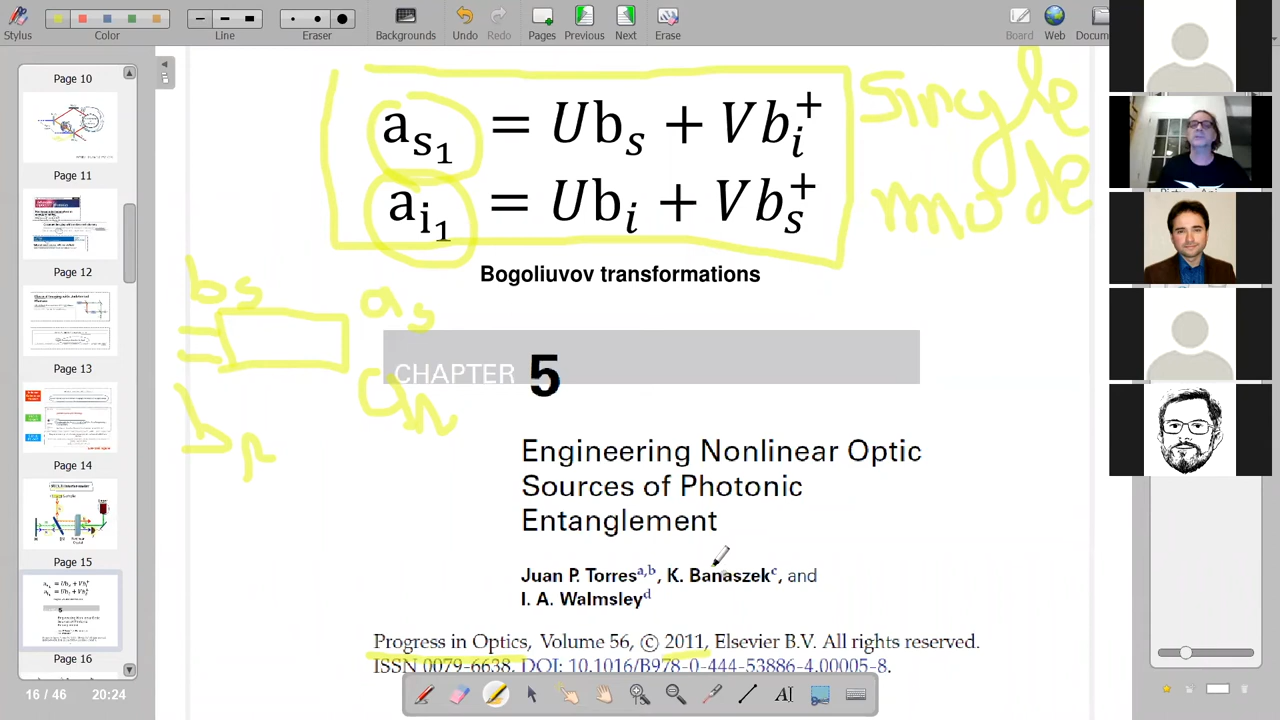 Stylus
Color
Line
Eraser
Backgrounds
Undo
Redo
Pages
Previous
Next
Erase
Board
Web
Page 10
Page 11
Page 12
Page 13
Page 14
Page 15
Page 16
16 / 46
20:24
a_{s_1} = Ub_s + Vb_i^+
a_{i_1} = Ub_i + Vb_s^+
single
mode
Bogoliuvov transformations
bs
as
CHAPTER 5
Engineering Nonlinear Optic
Sources of Photonic
Entanglement
Juan P. Torres^{a,b}, K. Banaszek^c, and
I. A. Walmsley^d
Progress in Optics, Volume 56, © 2011, Elsevier B.V. All rights reserved.
ISSN 0079-6638. DOI: 10.1016/B978-0-444-53886-4.00005-8.